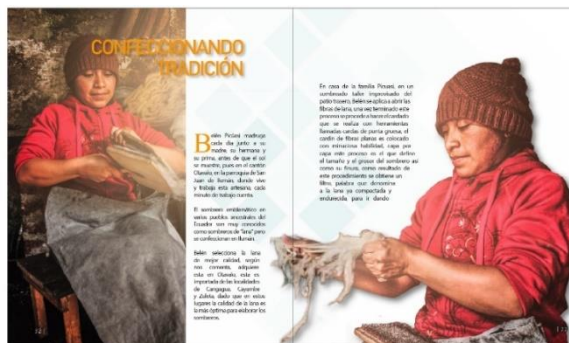 CONFECCIONANDO
TRADICIÓN
Belén Picuasi madruga
cada día junto a su
madre, su hermana y
su prima, antes de que el sol
se muestre, pues en el cantón
Otavalo, en la parroquia de San
Juan de Ilumán, donde vive
y trabaja esta artesana, cada
minuto de trabajo cuenta.
El sombrero emblemático en
varios pueblos ancestrales del
Ecuador son muy conocidos
como sombreros de "lana" pero
se confeccionan en Ilumán.
Belén selecciona la lana
de mejor calidad, según
nos comenta, adquiere
esta en Otavalo, esta es
importada de las localidades
de Cangagua, Cayambe
y Zuleta, dado que en estos
lugares la calidad de la lana es
la más óptima para elaborar los
sombreros.
En casa de la familia Picuasi, en un
sombreado taller improvisado del
patio trasero, Belén se aplica a abrir las
fibras de lana, una vez terminado este
proceso se procede a hacer el cardado
que se realiza con herramientas
llamadas cardas de punta gruesa, el
cardón de fibras planas es colocado
con minuciosa habilidad, capa por
capa este proceso es el que define
el tamaño y el grosor del sombrero así
como su finura, como resultado de
este procedimiento se obtiene un
filtro, palabra que denomina
a la lana ya compactada y
endurecida, para ir dando